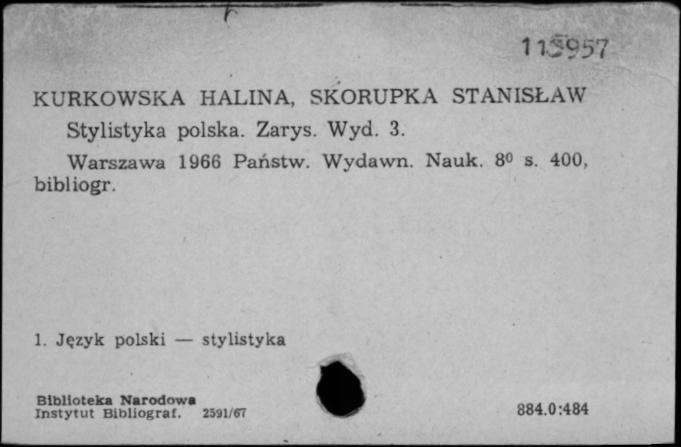 115957
KURKOWSKA HALINA, SKORUPKA STANISŁAW
Stylistyka polska. Zarys. Wyd. 3.
Warszawa 1966 Państw. Wydawn. Nauk. 8⁰ s. 400,
bibliogr.
1. Język polski — stylistyka
Biblioteka Narodowa
Instytut Bibliograf. 2591/67
884.0:484